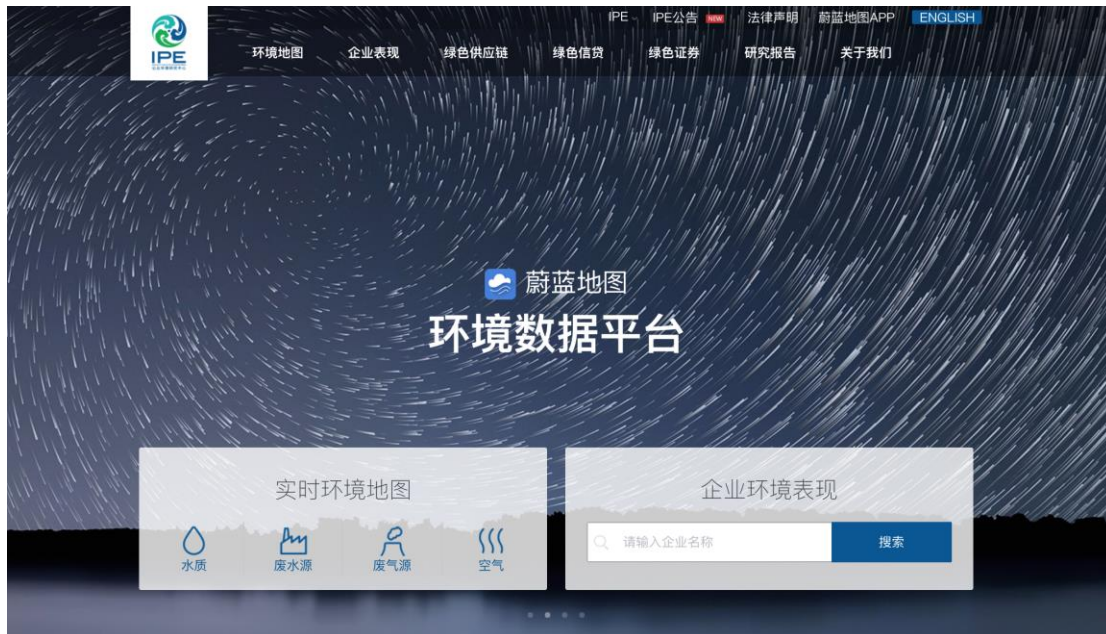 IPE IPE公告 NEW 法律声明 蔚蓝地图APP ENGLISH
IPE
环境地图 企业表现 绿色供应链 绿色信贷 绿色证券 研究报告 关于我们
蔚蓝地图
环境数据平台
实时环境地图
水质 废水源 废气源 空气
企业环境表现
请输入企业名称 搜索